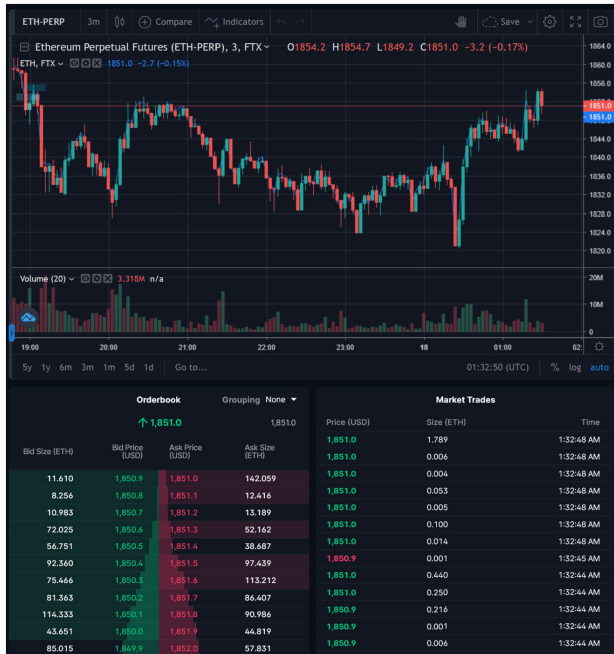 ETH-PERP 3m Compare Indicators Save
Ethereum Perpetual Futures (ETH-PERP), 3, FTX O1854.2 H1854.7 L1849.2 C1851.0 −3.2 (−0.17%)
ETH, FTX 1851.0 −2.7 (−0.15%)
1864.0
1860.0
1856.0
1851.0
1851.0
1844.0
1840.0
1836.0
1832.0
1828.0
1824.0
1820.0
Volume (20) 3.318M n/a
20M
10M
0
19:00 20:00 21:00 22:00 23:00 18 01:00 02:
5y 1y 6m 3m 1m 5d 1d Go to... 01:32:50 (UTC) % log auto
Orderbook Grouping None
↑1,851.0 1,851.0
Bid Size (ETH) Bid Price (USD) Ask Price (USD) Ask Size (ETH)
11.610 1,850.9 1,851.0 142.059
8.256 1,850.8 1,851.1 12.416
10.983 1,850.7 1,851.2 13.189
72.025 1,850.6 1,851.3 52.162
56.751 1,850.5 1,851.4 38.687
92.360 1,850.4 1,851.5 97.439
75.466 1,850.3 1,851.6 113.212
81.363 1,850.2 1,851.7 86.407
114.333 1,850.1 1,851.8 90.986
43.651 1,850.0 1,851.9 44.819
85.015 1,849.9 1,852.0 57.831
Market Trades
Price (USD) Size (ETH) Time
1,851.0 1.789 1:32:48 AM
1,851.0 0.006 1:32:48 AM
1,851.0 0.004 1:32:48 AM
1,851.0 0.053 1:32:48 AM
1,851.0 0.005 1:32:48 AM
1,851.0 0.100 1:32:48 AM
1,851.0 0.014 1:32:48 AM
1,850.9 0.001 1:32:45 AM
1,851.0 0.440 1:32:44 AM
1,851.0 0.250 1:32:44 AM
1,850.9 0.216 1:32:44 AM
1,850.9 0.001 1:32:44 AM
1,850.9 0.006 1:32:44 AM